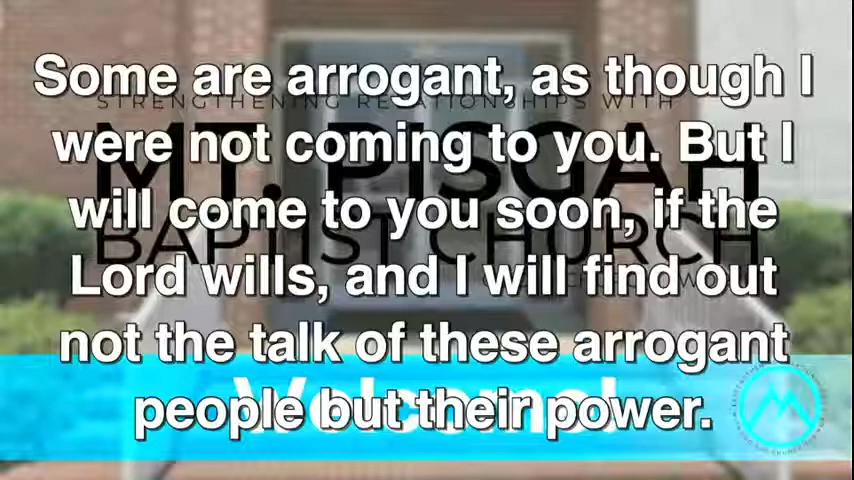 Some are arrogant, as though I
STRENGTHENING RELATIONSHIPS WITH
were not coming to you. But I
MT. PISGAH
will come to you soon, if the
BAPTIST CHURCH
Lord wills, and I will find out
not the talk of these arrogant
Welcome!
people but their power.